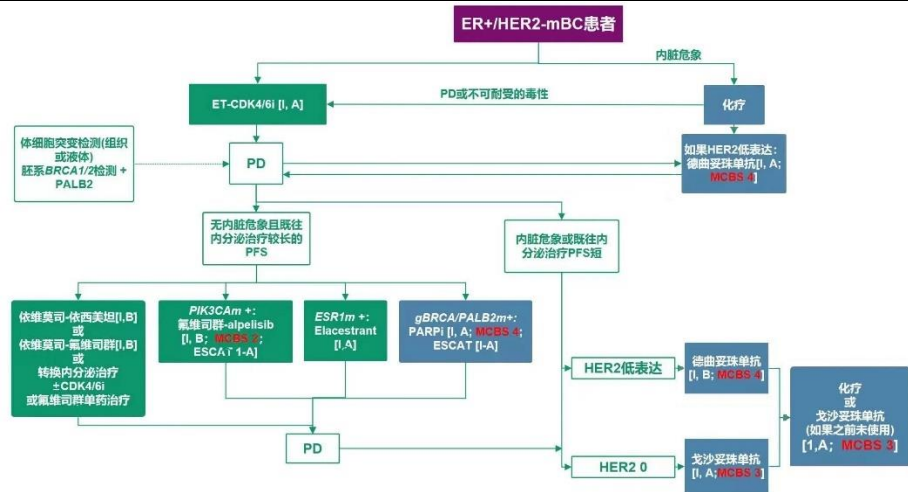 ER+/HER2-mBC患者
内脏危象
ET-CDK4/6i [I, A]
PD或不可耐受的毒性
化疗
体细胞突变检测(组织
或液体)
胚系BRCA1/2检测 +
PALB2
PD
如果HER2低表达：
德曲妥珠单抗[I, A;
MCBS 4]
无内脏危象且既往
内分泌治疗较长的
PFS
内脏危象或既往内
分泌治疗PFS短
依维莫司-依西美坦[I,B]
或
依维莫司-氟维司群[I,B]
或
转换内分泌治疗
±CDK4/6i
或氟维司群单药治疗
PIK3CAm +:
氟维司群-alpelisib
[I, B; MCBS 2;
ESCAT 1-A]
ESR1m +:
Elacestrant
[I,A]
gBRCA/PALB2m+:
PARPi [I, A; MCBS 4;
ESCAT [I-A]
HER2低表达
德曲妥珠单抗
[I, B; MCBS 4]
化疗
或
戈沙妥珠单抗
(如果之前未使用)
[1,A; MCBS 3]
PD
HER2 0
戈沙妥珠单抗
[I, A;MCBS 3]